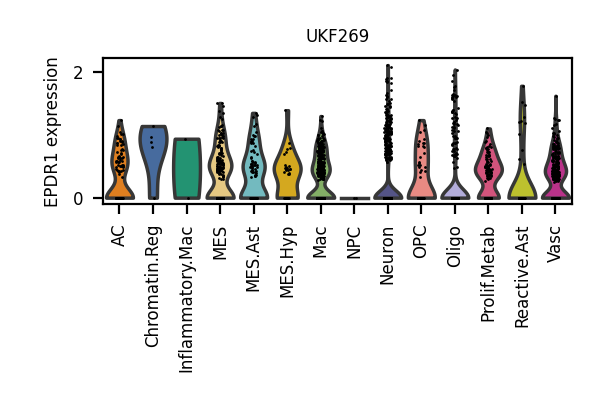 UKF269
EPDR1 expression
2
0
AC
Chromatin.Reg
Inflammatory.Mac
MES
MES.Ast
MES.Hyp
Mac
NPC
Neuron
OPC
Oligo
Prolif.Metab
Reactive.Ast
Vasc